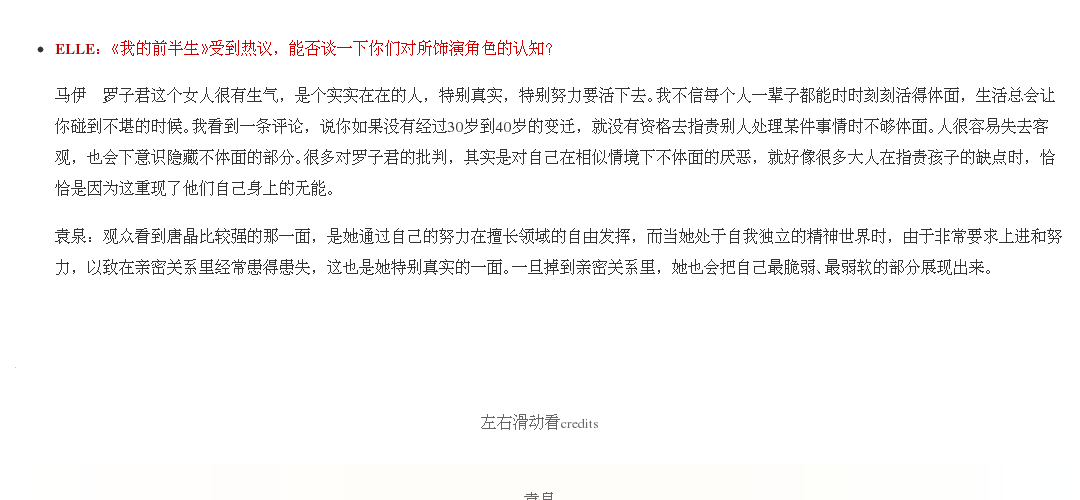 ELLE：《我的前半生》受到热议，能否谈一下你们对所饰演角色的认知？
马伊　罗子君这个女人很有生气，是个实实在在的人，特别真实，特别努力要活下去。我不信每个人一辈子都能时时刻刻活得体面，生活总会让
你碰到不堪的时候。我看到一条评论，说你如果没有经过30岁到40岁的变迁，就没有资格去指责别人处理某件事情时不够体面。人很容易失去客
观，也会下意识隐藏不体面的部分。很多对罗子君的批判，其实是对自己在相似情境下不体面的厌恶，就好像很多大人在指责孩子的缺点时，恰
恰是因为这重现了他们自己身上的无能。
袁泉：观众看到唐晶比较强的那一面，是她通过自己的努力在擅长领域的自由发挥，而当她处于自我独立的精神世界时，由于非常要求上进和努
力，以致在亲密关系里经常患得患失，这也是她特别真实的一面。一旦掉到亲密关系里，她也会把自己最脆弱、最弱软的部分展现出来。
左右滑动看credits
袁泉